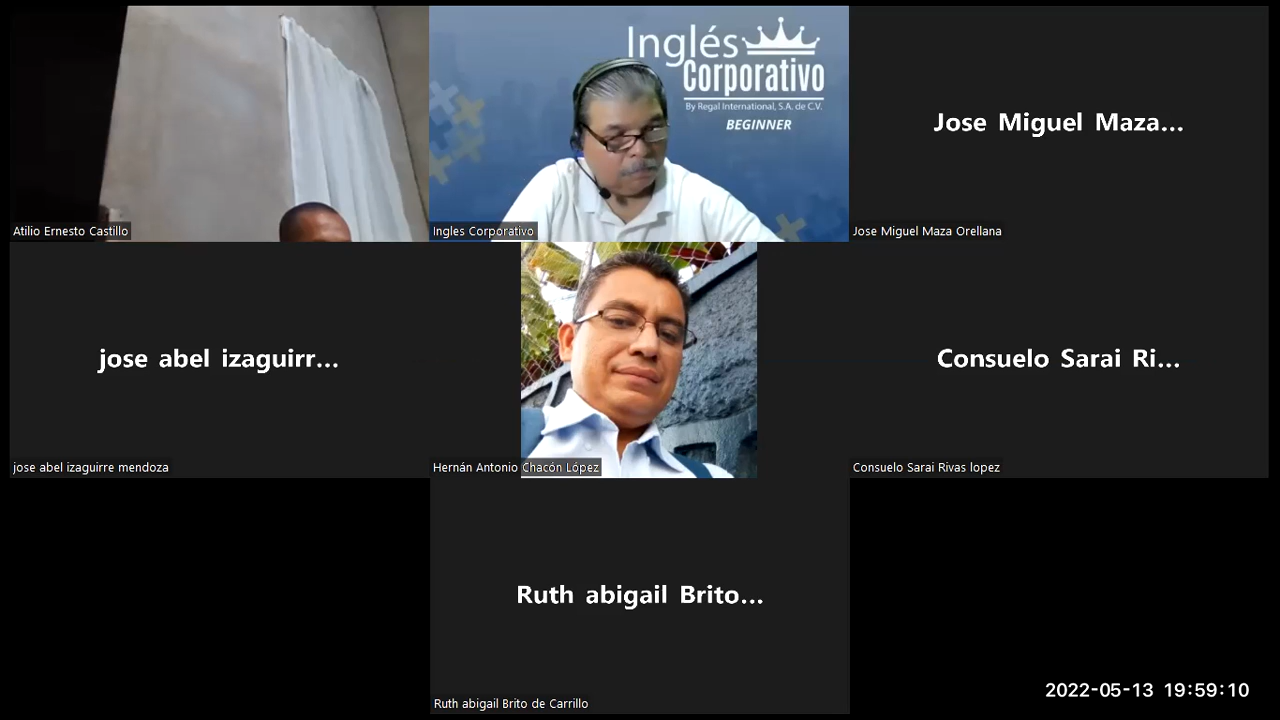 Inglés
Corporativo
By Regal International, S.A. de C.V.
BEGINNER
Jose Miguel Maza...
Atilio Ernesto Castillo
Ingles Corporativo
Jose Miguel Maza Orellana
jose abel izaguirr...
Consuelo Sarai Ri...
jose abel izaguirre mendoza
Hernán Antonio Chacón López
Consuelo Sarai Rivas lopez
Ruth abigail Brito...
Ruth abigail Brito de Carrillo
2022-05-13 19:59:10